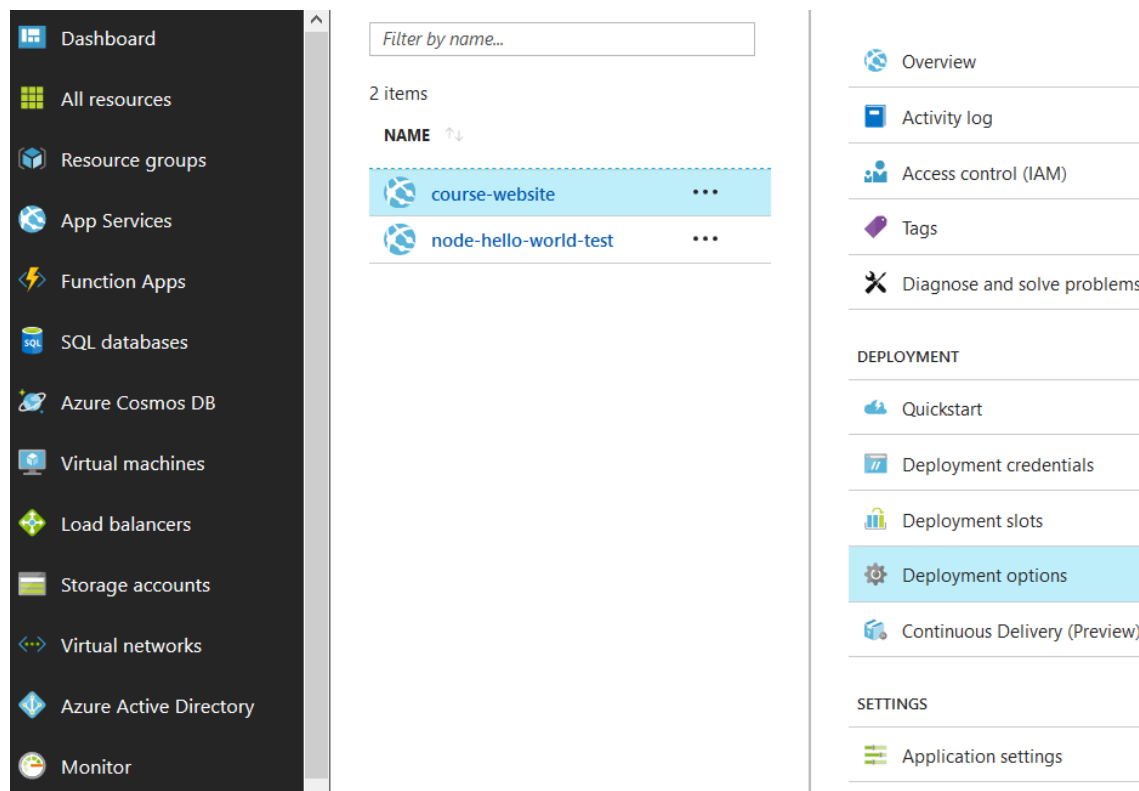 Dashboard
All resources
Resource groups
App Services
Function Apps
SQL databases
Azure Cosmos DB
Virtual machines
Load balancers
Storage accounts
Virtual networks
Azure Active Directory
Monitor
Filter by name...
2 items
NAME
course-website
node-hello-world-test
Overview
Activity log
Access control (IAM)
Tags
Diagnose and solve problems
DEPLOYMENT
Quickstart
Deployment credentials
Deployment slots
Deployment options
Continuous Delivery (Preview)
SETTINGS
Application settings